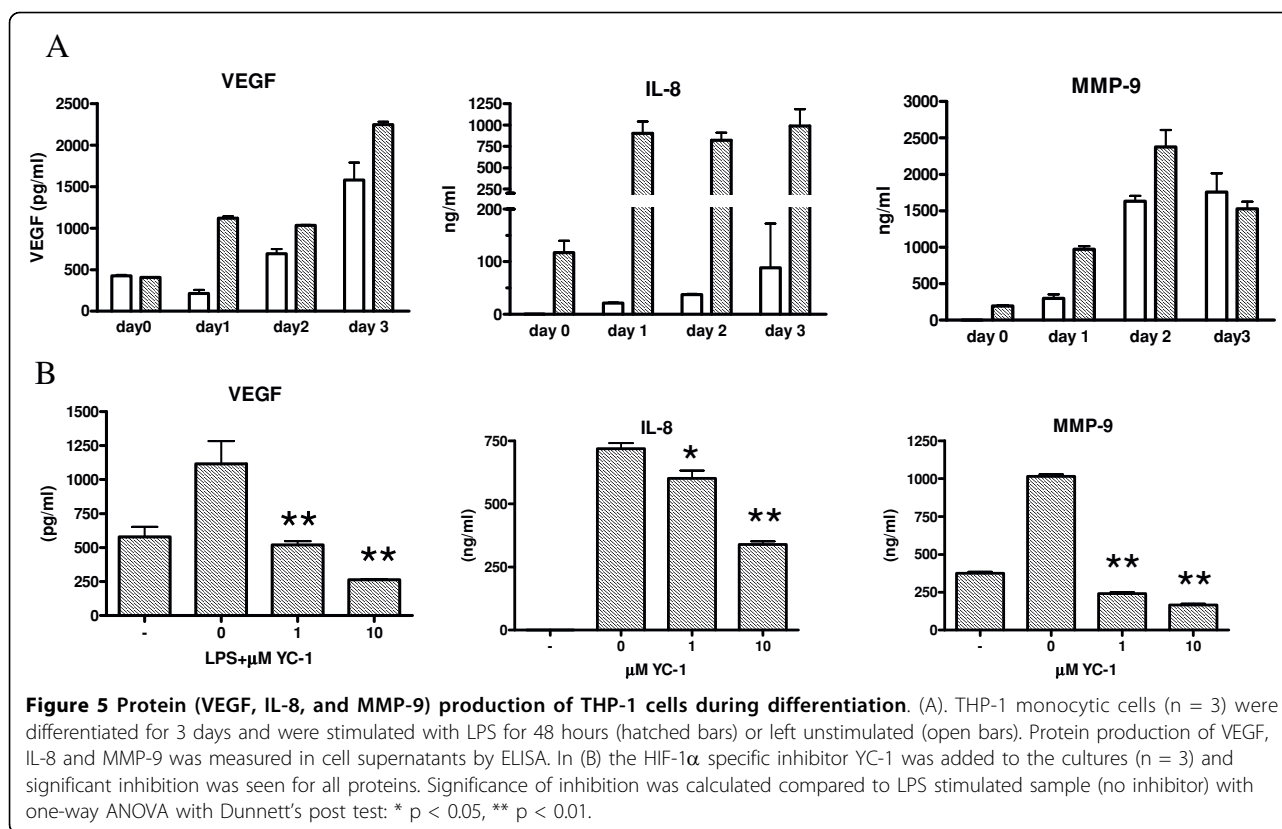 A
VEGF
VEGF (pg/ml)
2500
2000
1500
1000
500
0
day0 day1 day2 day 3
IL-8
ng/ml
1250
1000
750
500
250
200
100
0
day 0 day 1 day 2 day 3
MMP-9
3000
2500
2000
1500
1000
500
0
day 0 day 1 day 2 day3
B
VEGF
(pg/ml)
1500
1250
1000
750
500
250
0
** **
- 0 1 10
LPS+μM YC-1
IL-8
(ng/ml)
750
500
250
0
* **
- 0 1 10
μM YC-1
MMP-9
(ng/ml)
1250
1000
750
500
250
0
** **
- 0 1 10
μM YC-1
Figure 5 Protein (VEGF, IL-8, and MMP-9) production of THP-1 cells during differentiation. (A). THP-1 monocytic cells (n = 3) were
differentiated for 3 days and were stimulated with LPS for 48 hours (hatched bars) or left unstimulated (open bars). Protein production of VEGF,
IL-8 and MMP-9 was measured in cell supernatants by ELISA. In (B) the HIF-1α specific inhibitor YC-1 was added to the cultures (n = 3) and
significant inhibition was seen for all proteins. Significance of inhibition was calculated compared to LPS stimulated sample (no inhibitor) with
one-way ANOVA with Dunnett's post test: * p < 0.05, ** p < 0.01.